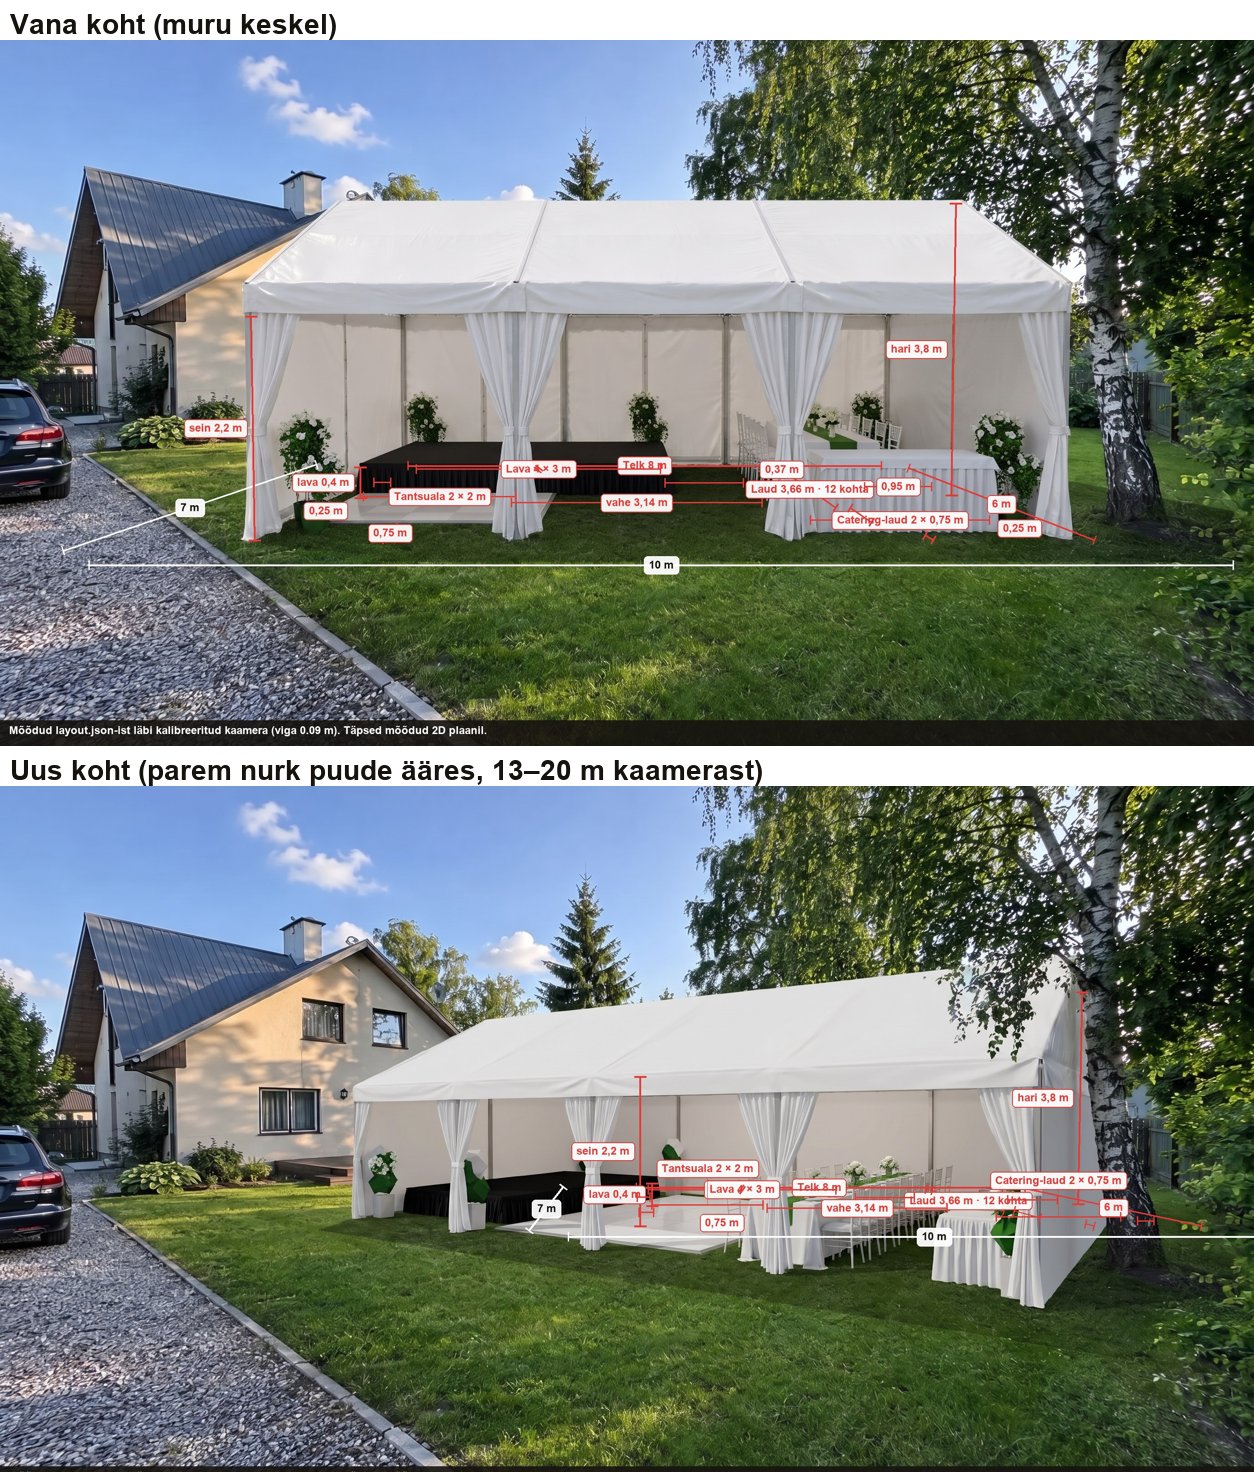 Vana koht (muru keskel)
hari 3,8 m
sein 2,2 m
Lava × 3 m
Telk 8 m
0,37 m
lava 0,4 m
Tantsuala 2 × 2 m
vahe 3,14 m
Laud 3,66 m · 12 kohta
0,95 m
7 m
0,25 m
6 m
Catering-laud 2 × 0,75 m
0,25 m
0,75 m
10 m
Mõõdud layout.json-ist läbi kalibreeritud kaamera (viga 0.09 m). Täpsed mõõdud 2D plaanil.
Uus koht (parem nurk puude ääres, 13–20 m kaamerast)
hari 3,8 m
sein 2,2 m
Tantsuala 2 × 2 m
Catering-laud 2 × 0,75 m
lava 0,4 m
Lava × 3 m
Telk 8 m
Laud 3,66 m · 12 kohta
7 m
vahe 3,14 m
6 m
0,75 m
10 m